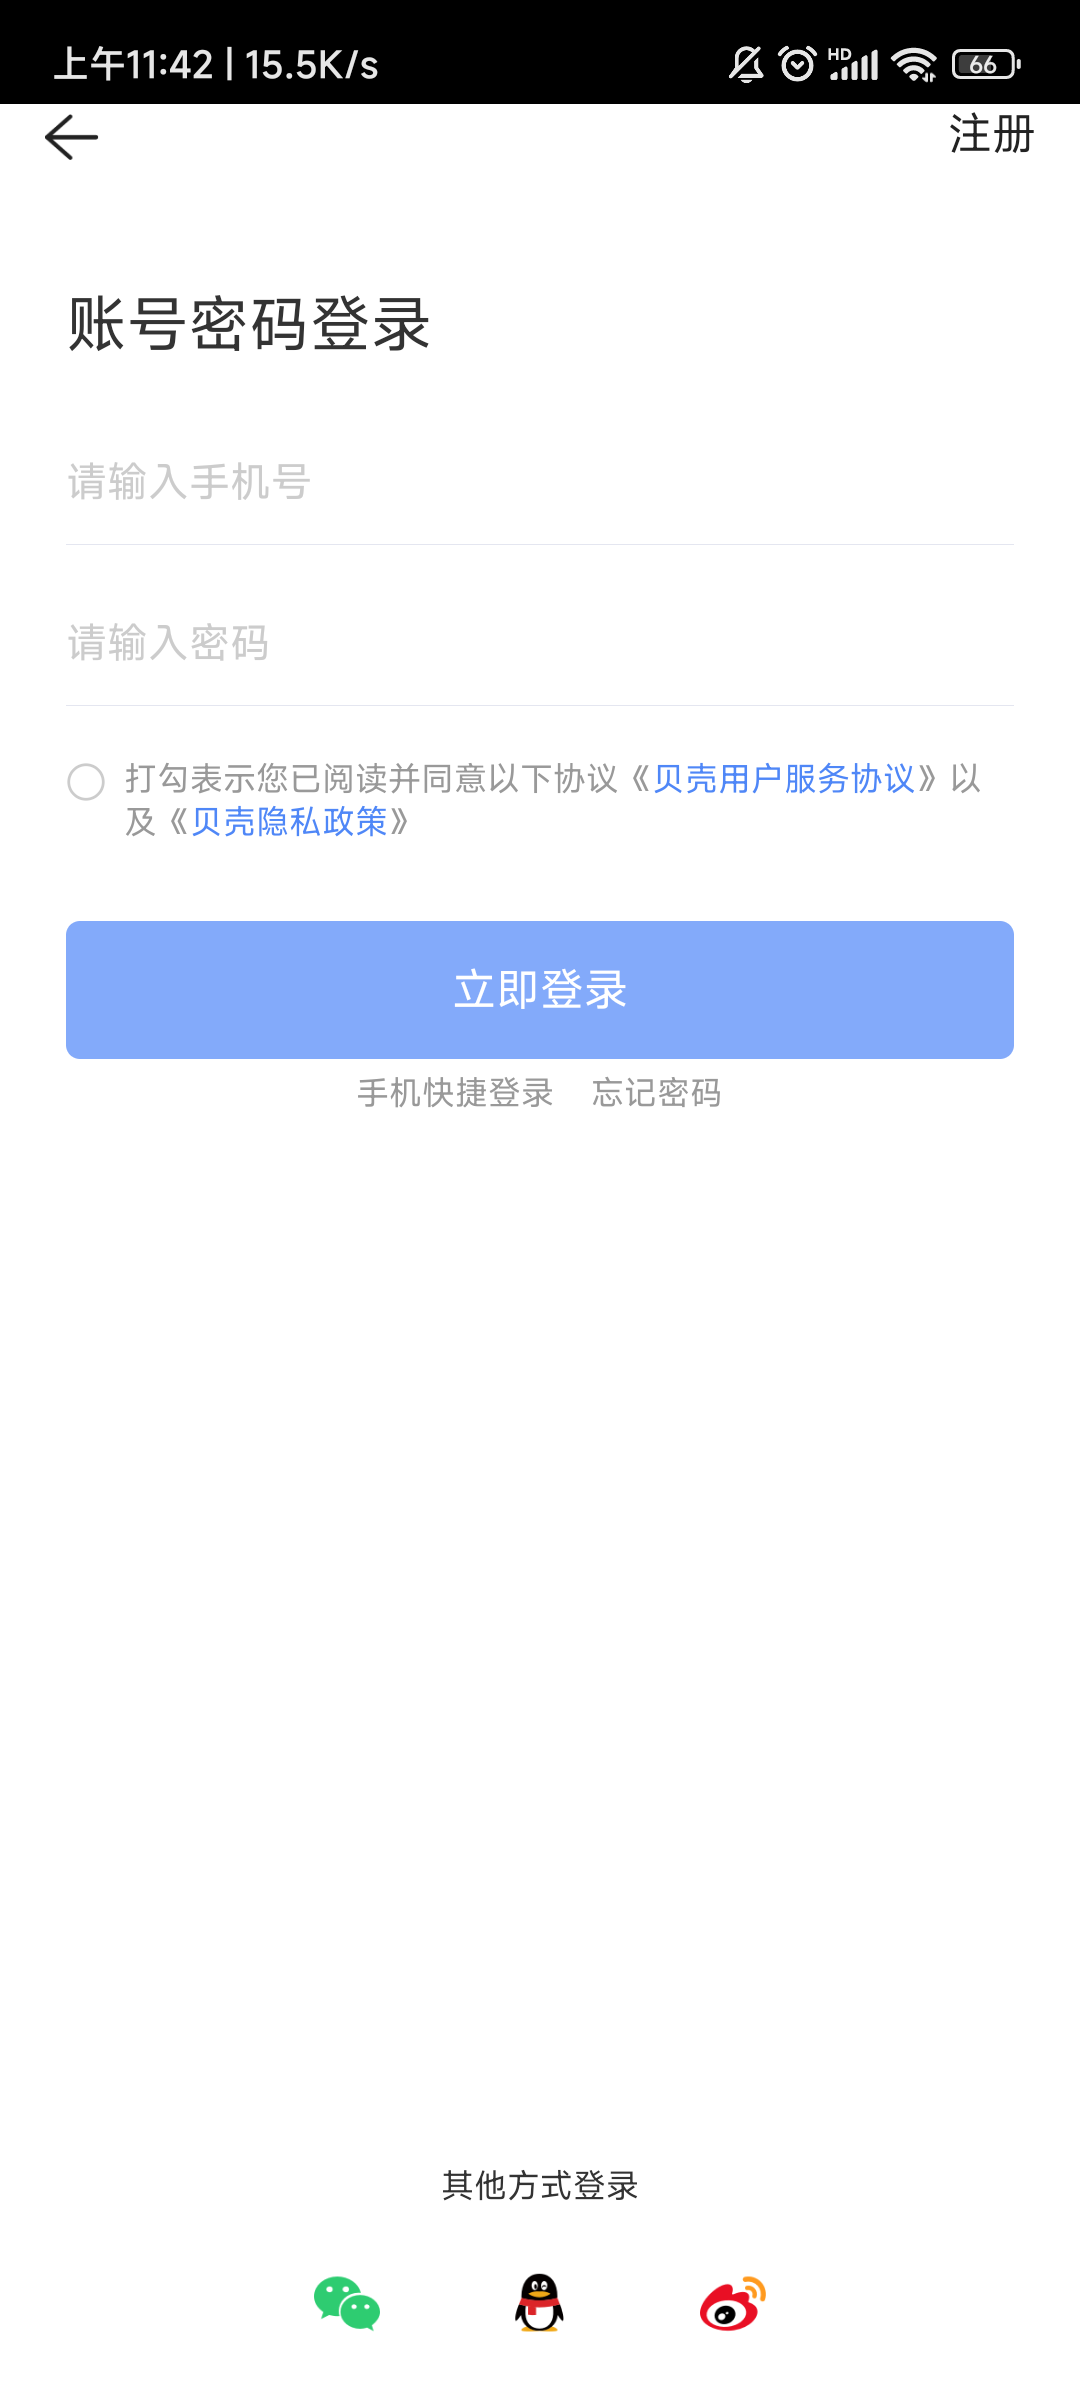 上午11:42 | 15.5K/s HD 66
注册
账号密码登录
请输入手机号
请输入密码
打勾表示您已阅读并同意以下协议《贝壳用户服务协议》以
及《贝壳隐私政策》
立即登录
手机快捷登录 忘记密码
其他方式登录